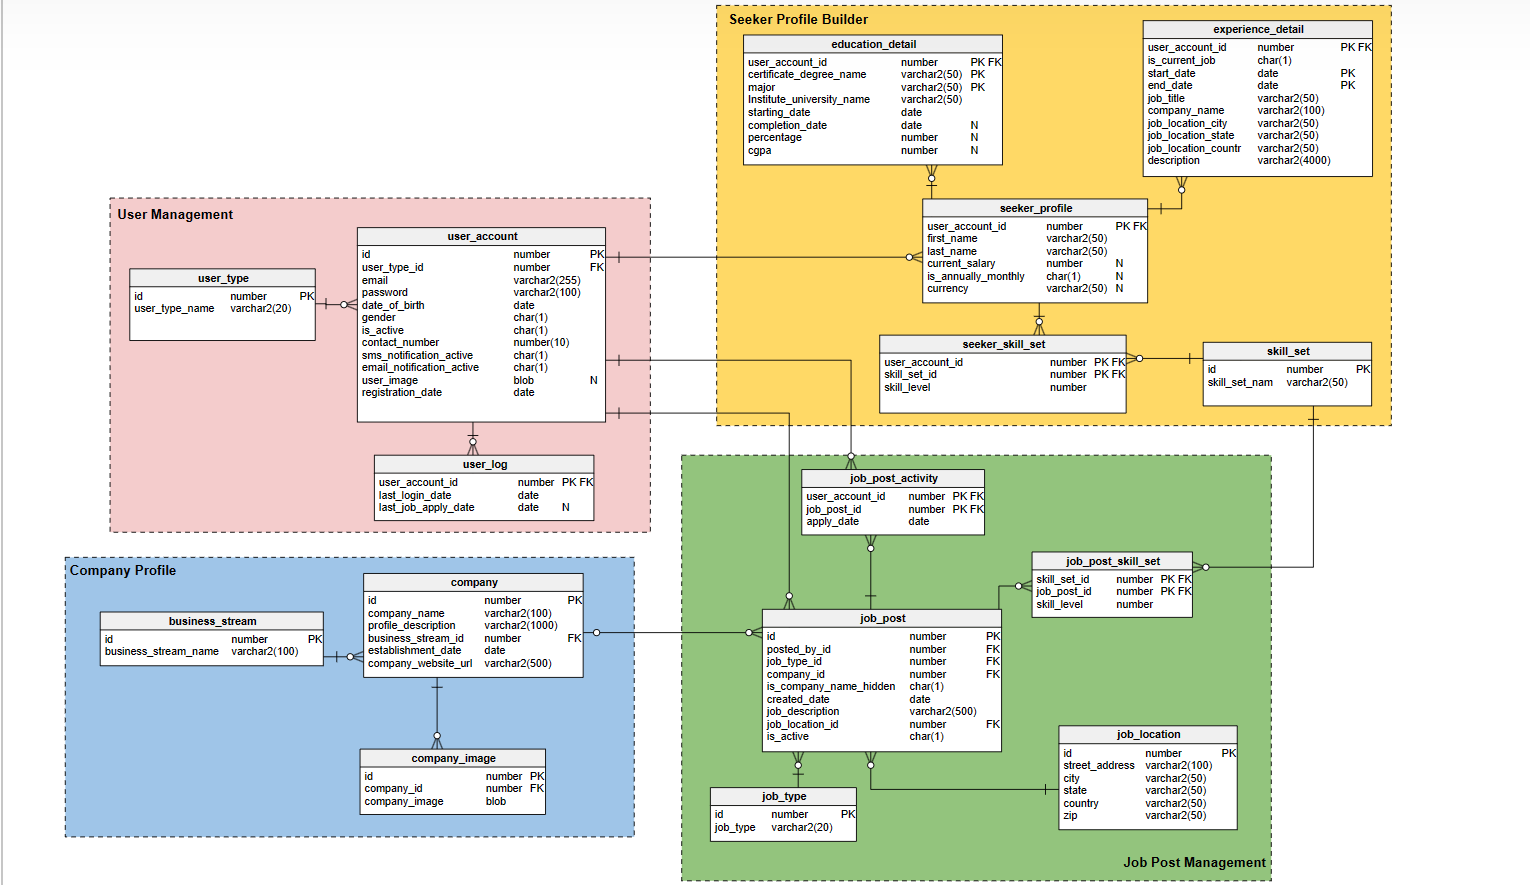 Seeker Profile Builder
education_detail
user_account_id number PK FK
certificate_degree_name varchar2(50) PK
major varchar2(50) PK
Institute_university_name varchar2(50)
starting_date date
completion_date date N
percentage number N
cgpa number N
experience_detail
user_account_id number PK FK
is_current_job char(1)
start_date date PK
end_date date PK
job_title varchar2(50)
company_name varchar2(100)
job_location_city varchar2(50)
job_location_state varchar2(50)
job_location_countr varchar2(50)
description varchar2(4000)
seeker_profile
user_account_id number PK FK
first_name varchar2(50)
last_name varchar2(50)
current_salary number N
is_annually_monthly char(1) N
currency varchar2(50) N
seeker_skill_set
user_account_id number PK FK
skill_set_id number PK FK
skill_level number
skill_set
id number PK
skill_set_nam varchar2(50)
User Management
user_type
id number PK
user_type_name varchar2(20)
user_account
id number PK
user_type_id number FK
email varchar2(255)
password varchar2(100)
date_of_birth date
gender char(1)
is_active char(1)
contact_number number(10)
sms_notification_active char(1)
email_notification_active char(1)
user_image blob N
registration_date date
user_log
user_account_id number PK FK
last_login_date date
last_job_apply_date date N
Company Profile
business_stream
id number PK
business_stream_name varchar2(100)
company
id number PK
company_name varchar2(100)
profile_description varchar2(1000)
business_stream_id number FK
establishment_date date
company_website_url varchar2(500)
company_image
id number PK
company_id number FK
company_image blob
job_post_activity
user_account_id number PK FK
job_post_id number PK FK
apply_date date
job_post_skill_set
skill_set_id number PK FK
job_post_id number PK FK
skill_level number
job_post
id number PK
posted_by_id number FK
job_type_id number FK
company_id number FK
is_company_name_hidden char(1)
created_date date
job_description varchar2(500)
job_location_id number FK
is_active char(1)
job_type
id number PK
job_type varchar2(20)
job_location
id number PK
street_address varchar2(100)
city varchar2(50)
state varchar2(50)
country varchar2(50)
zip varchar2(50)
Job Post Management